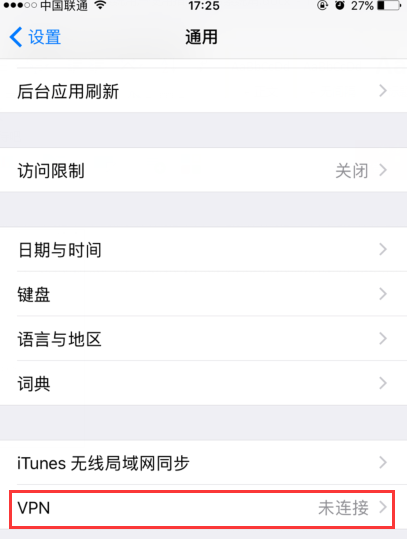 中国联通 17:25 27%
设置 通用
后台应用刷新
访问限制 关闭
日期与时间
键盘
语言与地区
词典
iTunes 无线局域网同步
VPN 未连接